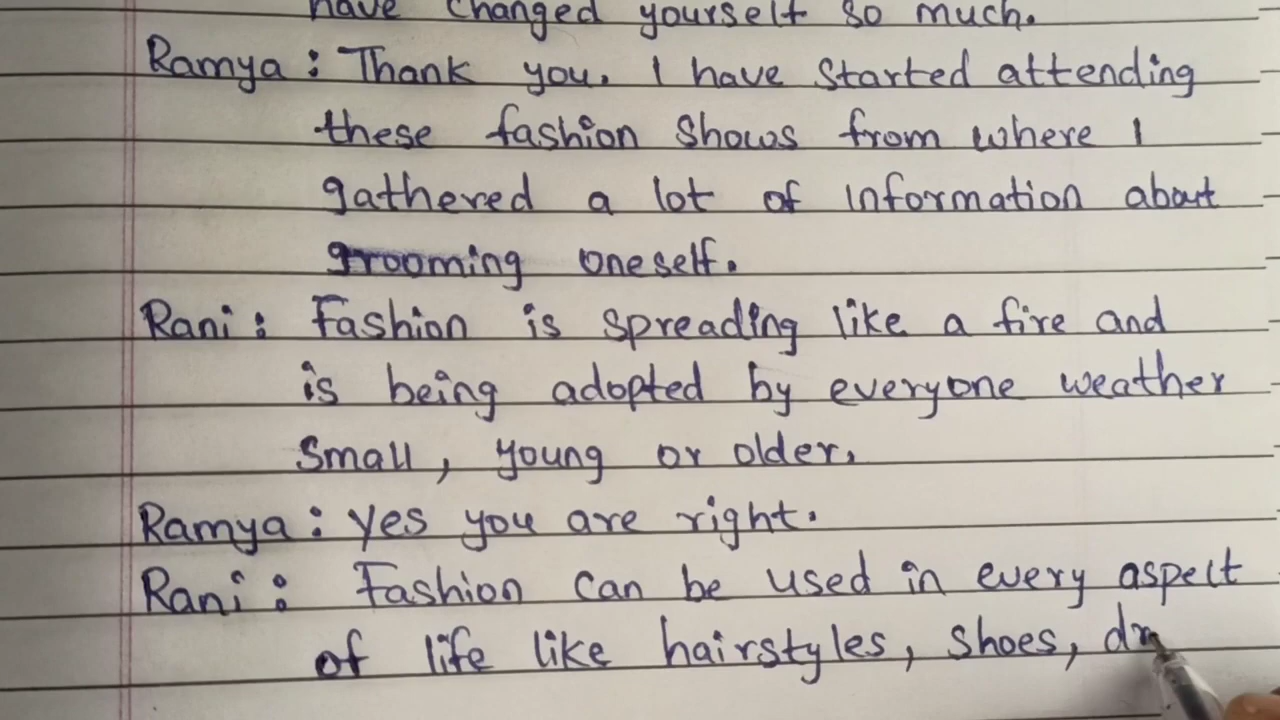 have changed yourself so much.
Ramya : Thank you. I have started attending
these fashion shows from where I
gathered a lot of information about
grooming oneself.
Rani : Fashion is spreading like a fire and
is being adopted by everyone weather
small, young or older.
Ramya : Yes you are right.
Rani : Fashion can be used in every aspect
of life like hairstyles, shoes,